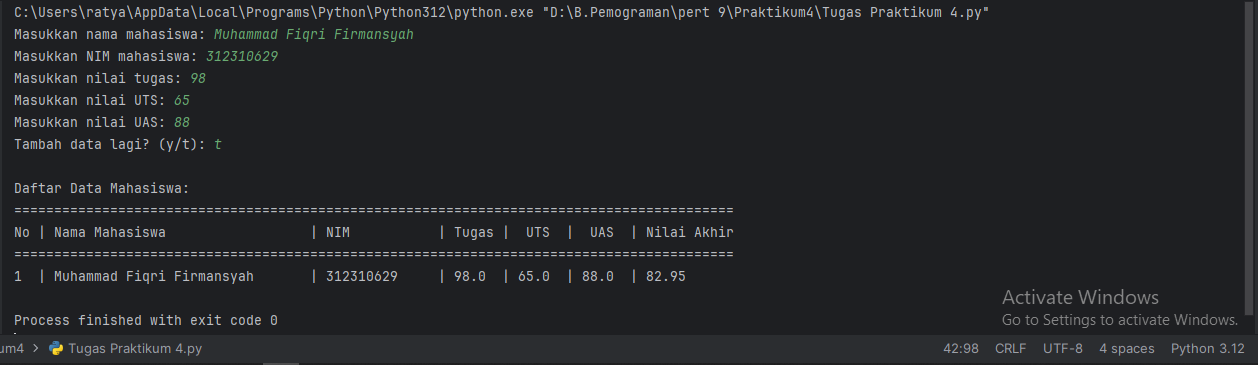 C:\Users\ratya\AppData\Local\Programs\Python\Python312\python.exe "D:\B.Pemograman\pert 9\Praktikum4\Tugas Praktikum 4.py"
Masukkan nama mahasiswa: Muhammad Fiqri Firmansyah
Masukkan NIM mahasiswa: 312310629
Masukkan nilai tugas: 98
Masukkan nilai UTS: 65
Masukkan nilai UAS: 88
Tambah data lagi? (y/t): t
Daftar Data Mahasiswa:
==========================================================================================
No | Nama Mahasiswa                  | NIM           | Tugas |  UTS  |  UAS  | Nilai Akhir
==========================================================================================
1  | Muhammad Fiqri Firmansyah       | 312310629     | 98.0  | 65.0  | 88.0  | 82.95
Process finished with exit code 0
Activate Windows
Go to Settings to activate Windows.
um4 > Tugas Praktikum 4.py 42:98 CRLF UTF-8 4 spaces Python 3.12